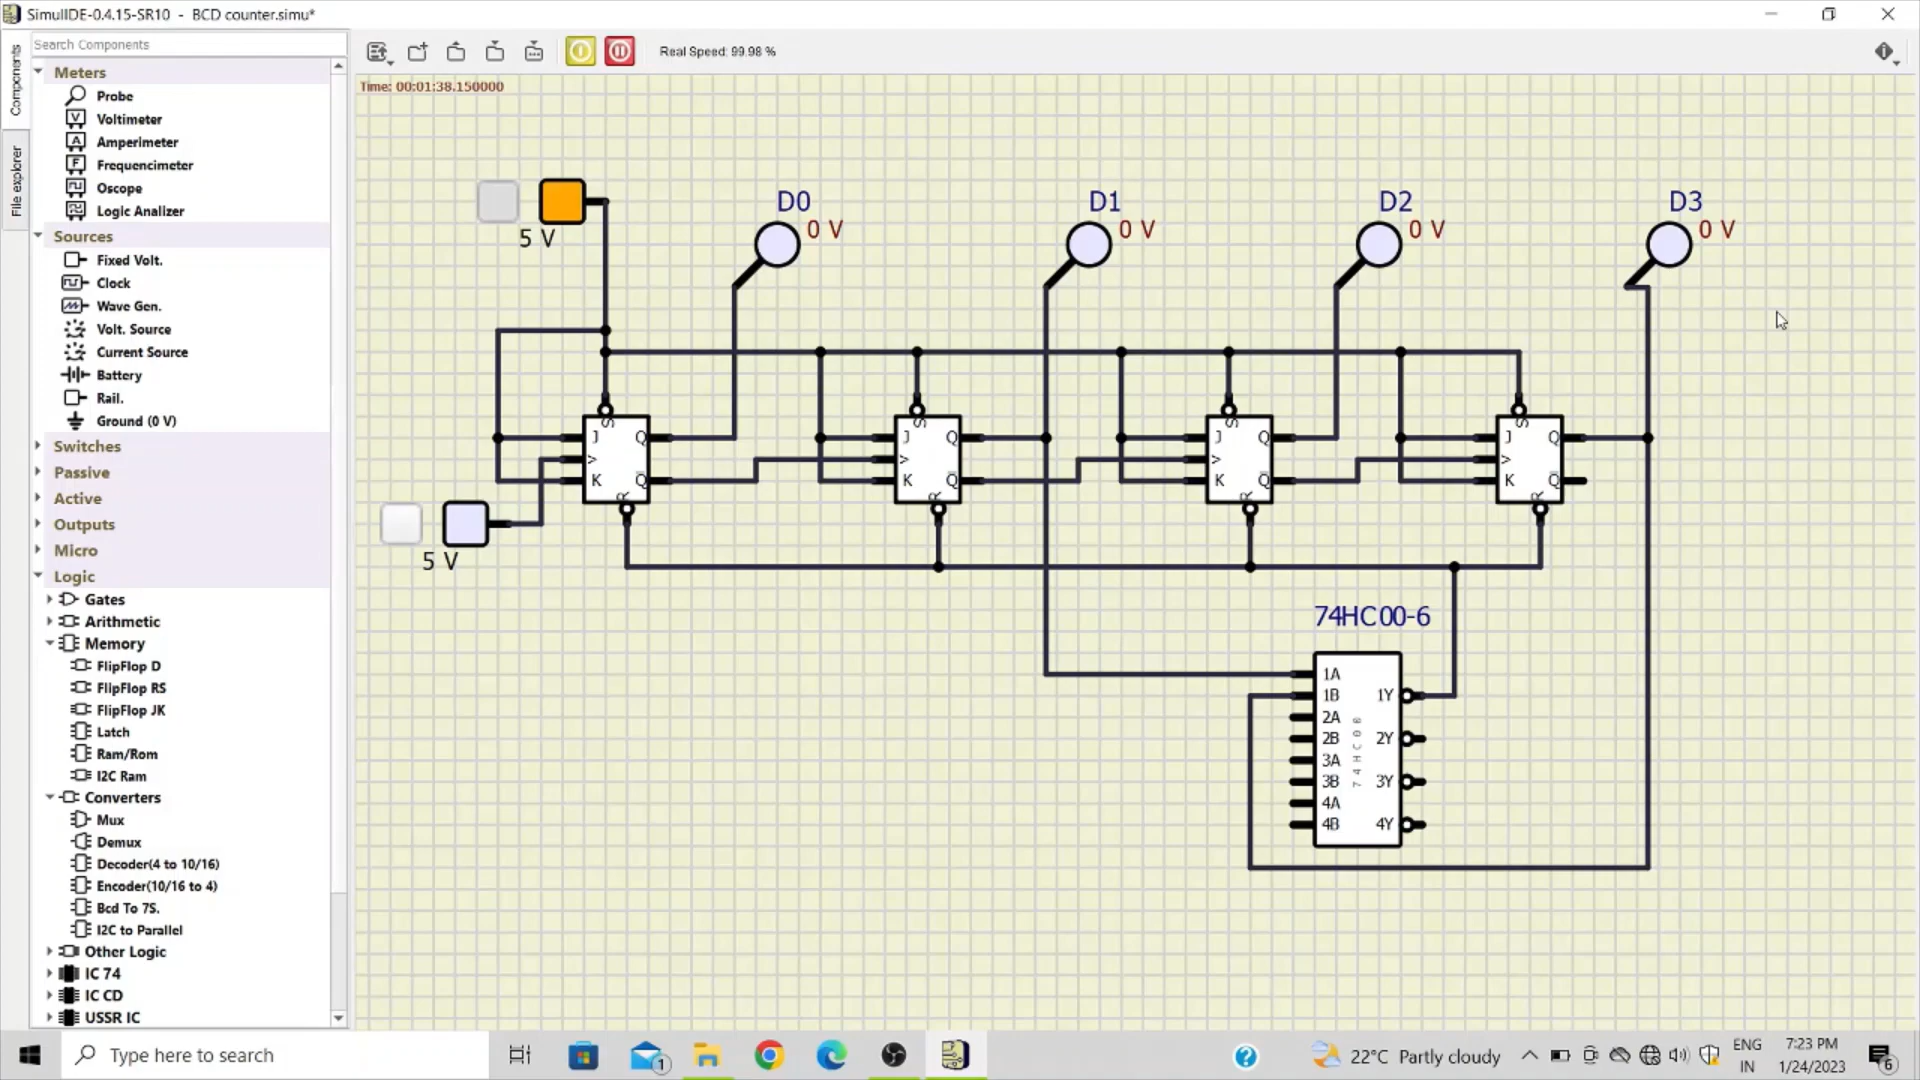 SimulIDE-0.4.15-SR10 - BCD counter.simu*
Components
File explorer
Search Components
Meters
Probe
Voltimeter
Amperimeter
Frequencimeter
Oscope
Logic Analizer
Sources
Fixed Volt.
Clock
Wave Gen.
Volt. Source
Current Source
Battery
Rail.
Ground (0 V)
Switches
Passive
Active
Outputs
Micro
Logic
Gates
Arithmetic
Memory
FlipFlop D
FlipFlop RS
FlipFlop JK
Latch
Ram/Rom
I2C Ram
Converters
Mux
Demux
Decoder(4 to 10/16)
Encoder(10/16 to 4)
Bcd To 7S.
I2C to Parallel
Other Logic
IC 74
IC CD
USSR IC
Real Speed: 99.98 %
Time: 00:01:38.150000
5 V
D0
0 V
D1
0 V
D2
0 V
D3
0 V
S
J Q
>
K Q
R
S
J Q
>
K Q
R
S
J Q
>
K Q
R
S
J Q
>
K Q
R
5 V
74HC00-6
1A
1B 1Y
2A
2B 2Y
3A
3B 3Y
4A
4B 4Y
Type here to search
1
22°C Partly cloudy
ENG
IN
7:23 PM
1/24/2023
6